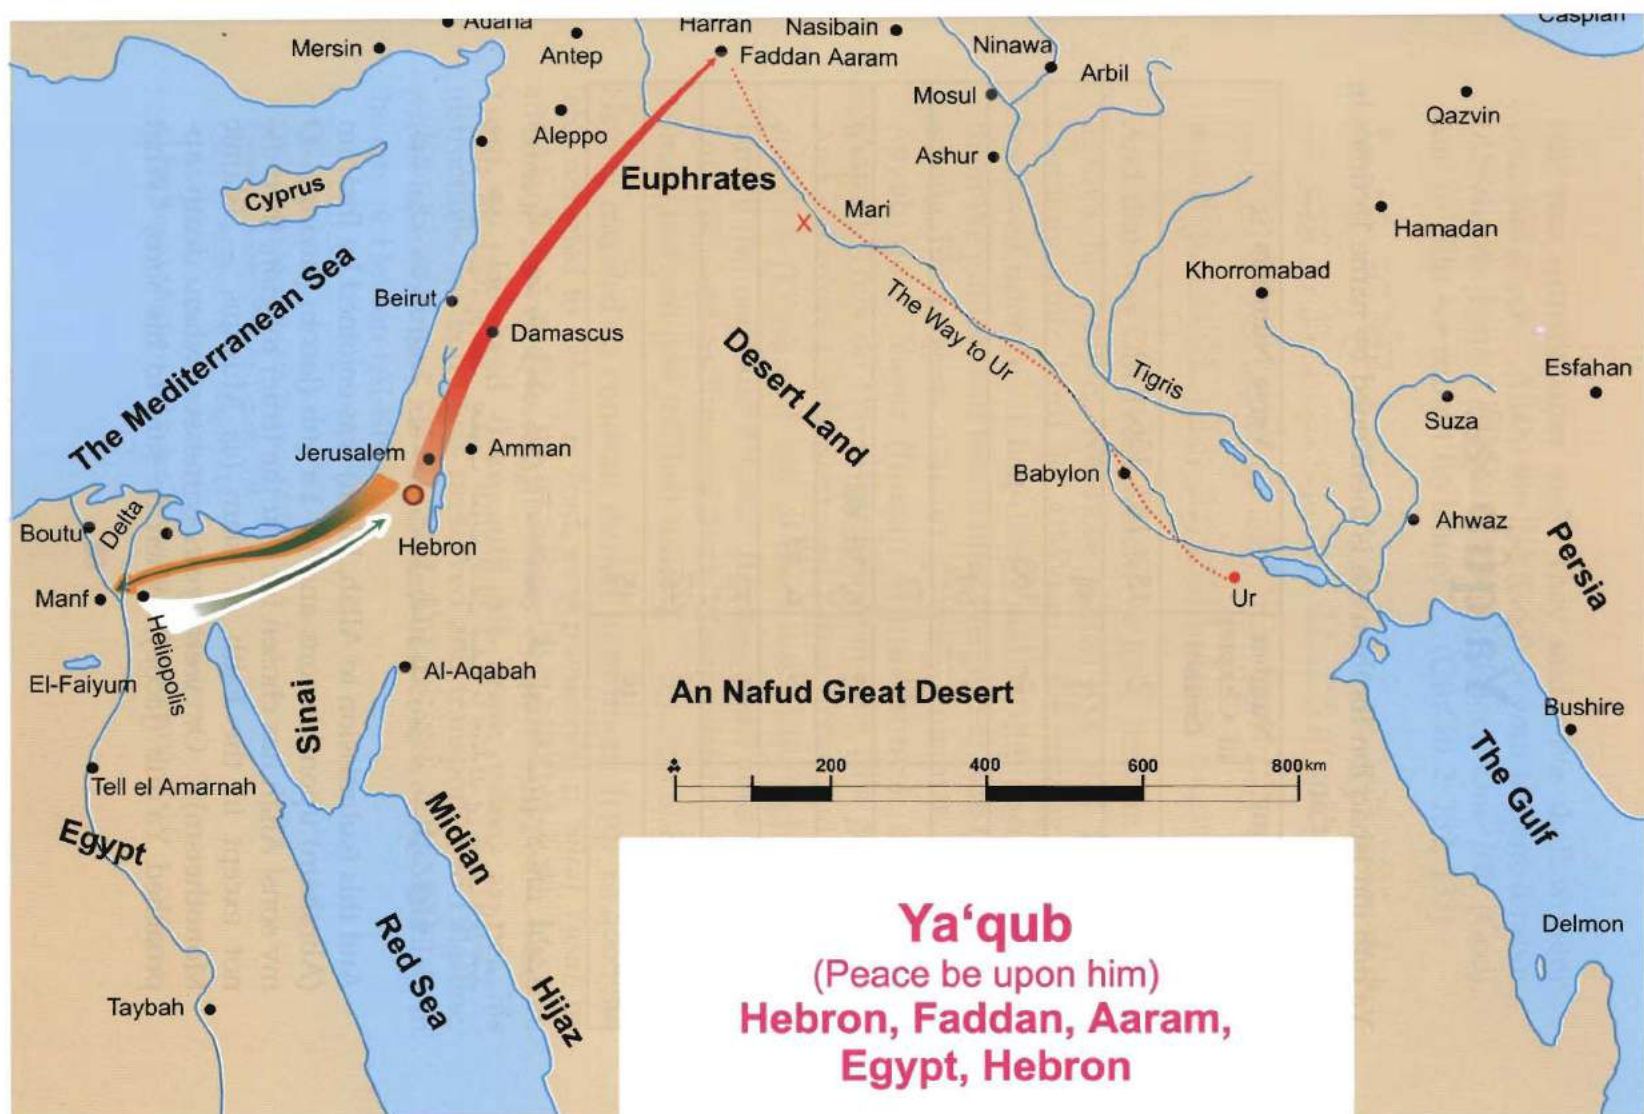 Adana
Harran
Nasibain
Caspian
Mersin
Antep
Faddan Aaram
Ninawa
Arbil
Mosul
Qazvin
Aleppo
Ashur
Euphrates
Cyprus
Mari
Hamadan
The Mediterranean Sea
Khorromabad
Beirut
The Way to Ur
Damascus
Desert Land
Tigris
Esfahan
Suza
Jerusalem
Amman
Babylon
Boutu
Delta
Hebron
Ahwaz
Persia
Manf
Ur
Heliopolis
El-Faiyum
Al-Aqabah
Sinai
An Nafud Great Desert
Bushire
200 400 600 800 km
Tell el Amarnah
The Gulf
Egypt
Midian
Red Sea
Delmon
Hijaz
Taybah
Ya‘qub
(Peace be upon him)
Hebron, Faddan, Aaram,
Egypt, Hebron